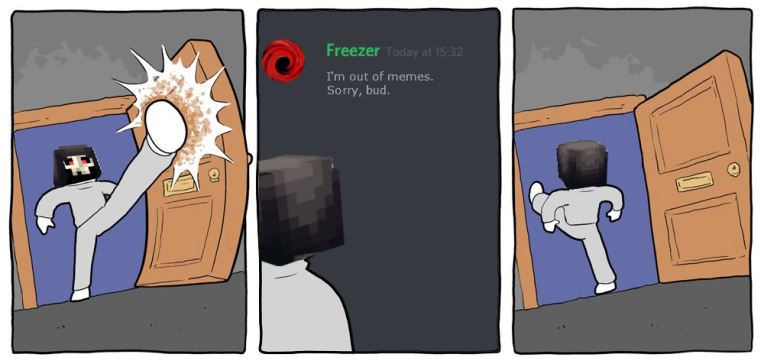 Freezer Today at 15:32
I'm out of memes.
Sorry, bud.